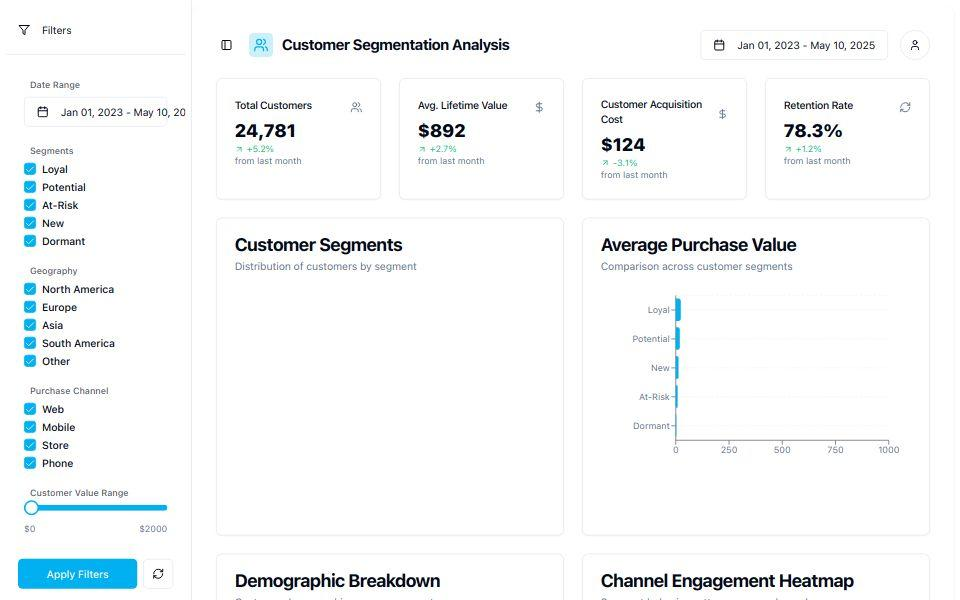 Filters
Date Range
Jan 01, 2023 - May 10, 20
Segments
Loyal
Potential
At-Risk
New
Dormant
Geography
North America
Europe
Asia
South America
Other
Purchase Channel
Web
Mobile
Store
Phone
Customer Value Range
$0 $2000
Apply Filters
Customer Segmentation Analysis
Jan 01, 2023 - May 10, 2025
Total Customers
24,781
+5.2%
from last month
Avg. Lifetime Value
$892
+2.7%
from last month
Customer Acquisition
Cost
$124
-3.1%
from last month
Retention Rate
78.3%
+1.2%
from last month
Customer Segments
Distribution of customers by segment
Average Purchase Value
Comparison across customer segments
Loyal
Potential
New
At-Risk
Dormant
0 250 500 750 1000
Demographic Breakdown
Channel Engagement Heatmap